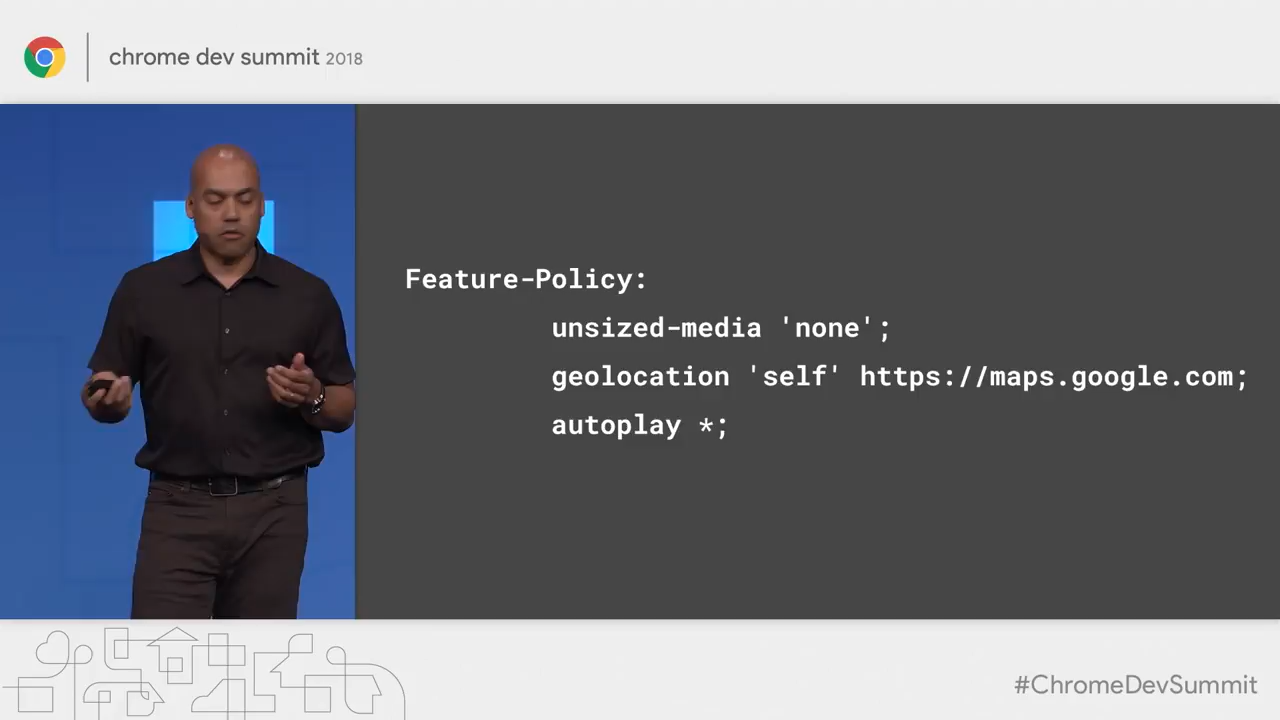 chrome dev summit 2018
Feature-Policy:
unsized-media 'none';
geolocation 'self' https://maps.google.com;
autoplay *;
#ChromeDevSummit